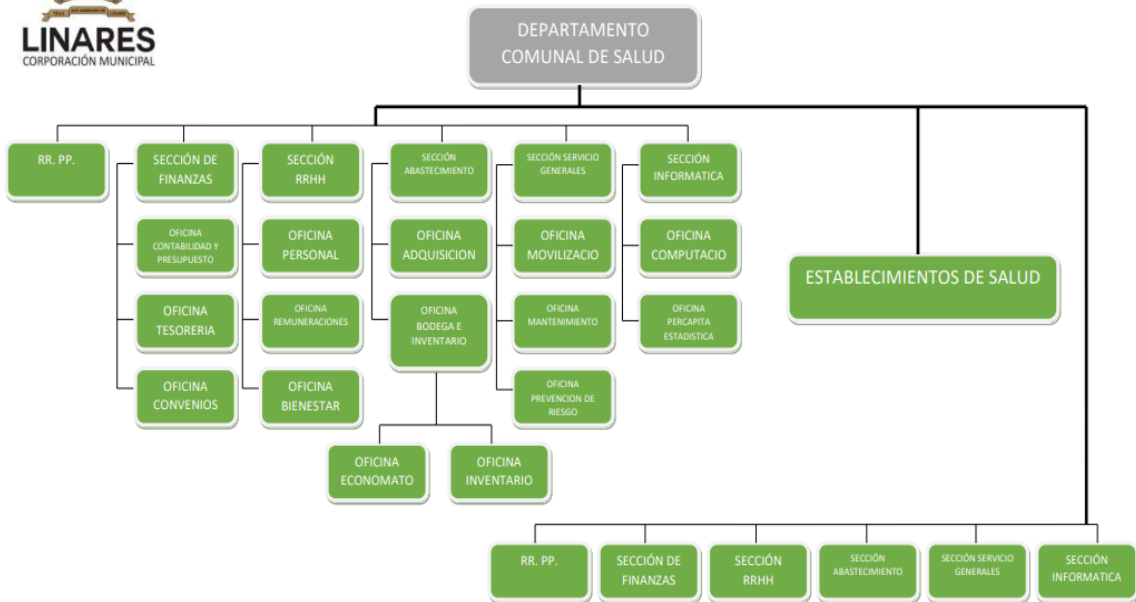 LINARES
CORPORACIÓN MUNICIPAL
DEPARTAMENTO
COMUNAL DE SALUD
RR. PP.
SECCIÓN DE
FINANZAS
SECCIÓN
RRHH
SECCIÓN
ABASTECIMIENTO
SECCIÓN SERVICIO
GENERALES
SECCIÓN
INFORMATICA
OFICINA
CONTABILIDAD Y
PRESUPUESTO
OFICINA
PERSONAL
OFICINA
ADQUISICION
OFICINA
MOVILIZACIO
OFICINA
COMPUTACIO
ESTABLECIMIENTOS DE SALUD
OFICINA
TESORERIA
OFICINA
REMUNERACIONES
OFICINA
BODEGA E
INVENTARIO
OFICINA
MANTENIMIENTO
OFICINA
PERCAPITA
ESTADISTICA
OFICINA
CONVENIOS
OFICINA
BIENESTAR
OFICINA
PREVENCION DE
RIESGO
OFICINA
ECONOMATO
OFICINA
INVENTARIO
RR. PP.
SECCIÓN DE
FINANZAS
SECCIÓN
RRHH
SECCIÓN
ABASTECIMIENTO
SECCIÓN SERVICIO
GENERALES
SECCIÓN
INFORMATICA